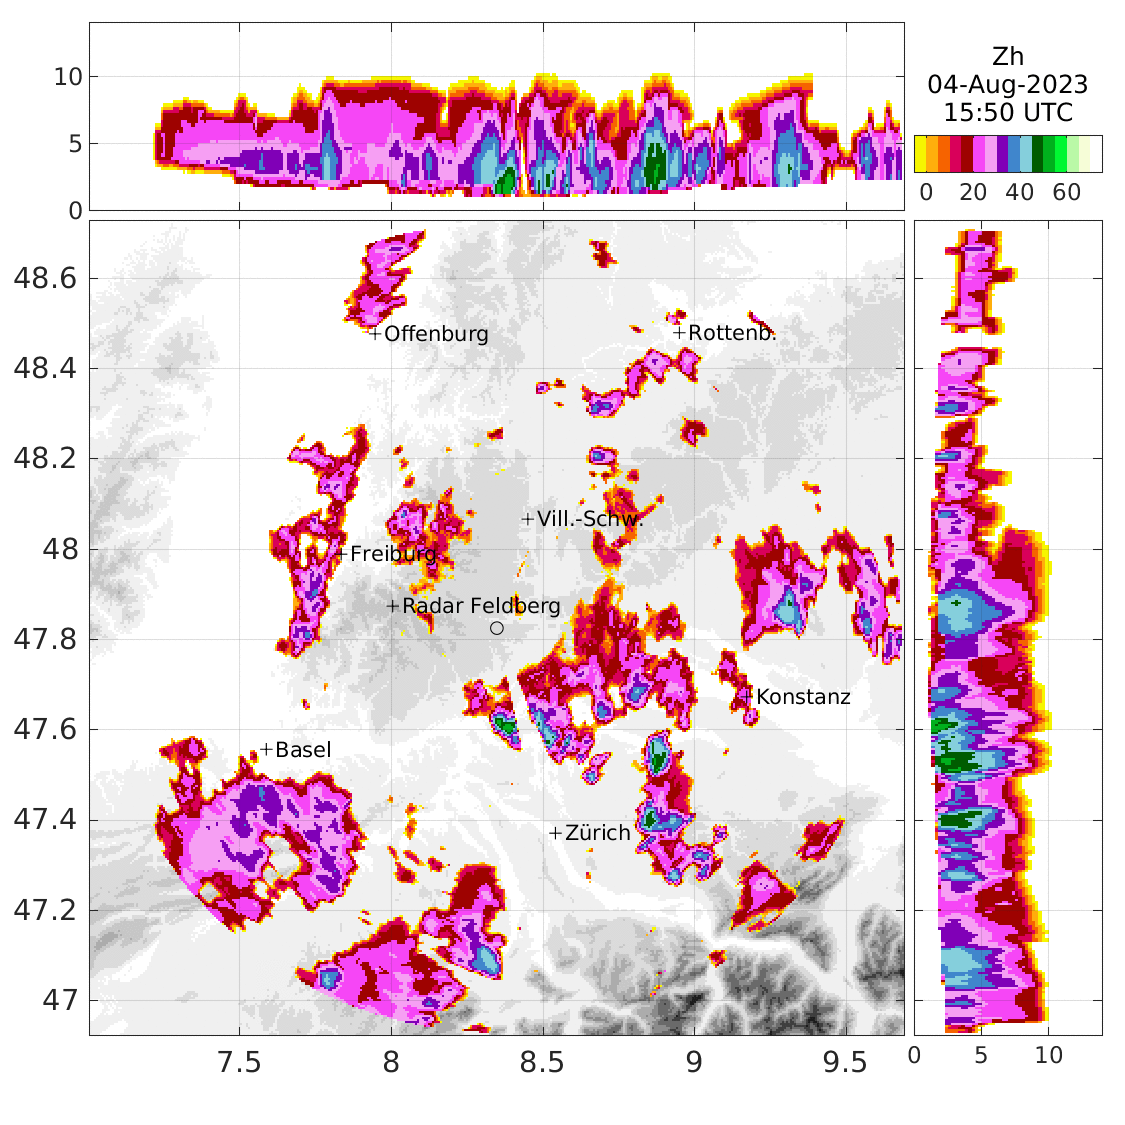 10
5
0
Zh
04-Aug-2023
15:50 UTC
0 20 40 60
48.6
48.4
48.2
48
47.8
47.6
47.4
47.2
47
+Offenburg
+Rottenb.
+Vill.-Schw.
+Freiburg
+Radar Feldberg
+Konstanz
+Basel
+Zürich
7.5 8 8.5 9 9.5
0 5 10